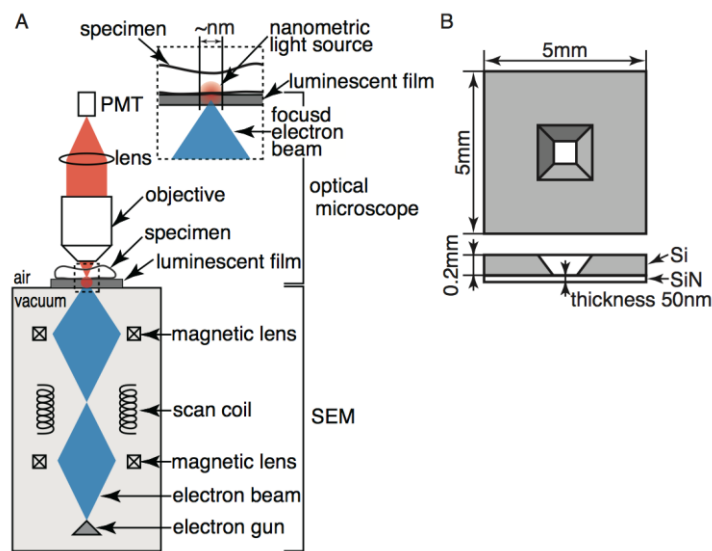 A
~nm
specimen
nanometric
light source
luminescent film
PMT
focusd
electron
beam
lens
objective
optical
microscope
specimen
luminescent film
air
vacuum
magnetic lens
scan coil
SEM
magnetic lens
electron beam
electron gun
B
5mm
5mm
0.2mm
Si
SiN
thickness 50nm